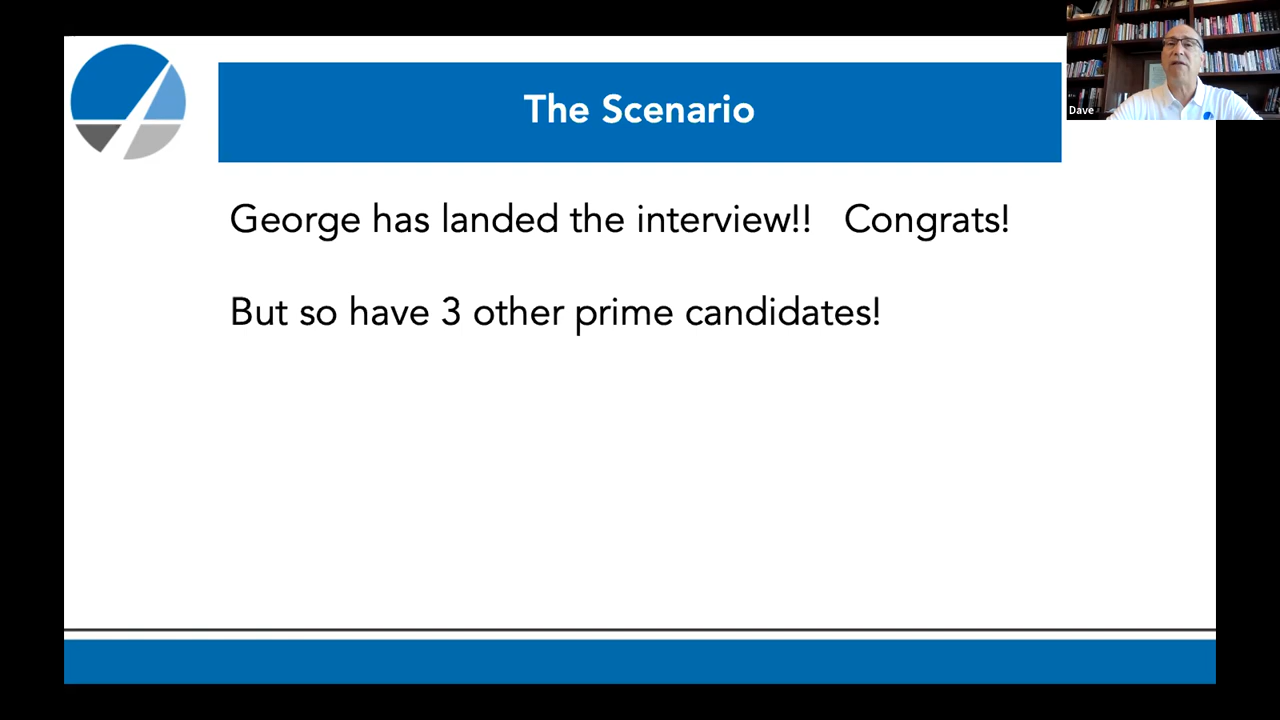 The Scenario
Dave
George has landed the interview!! Congrats!
But so have 3 other prime candidates!